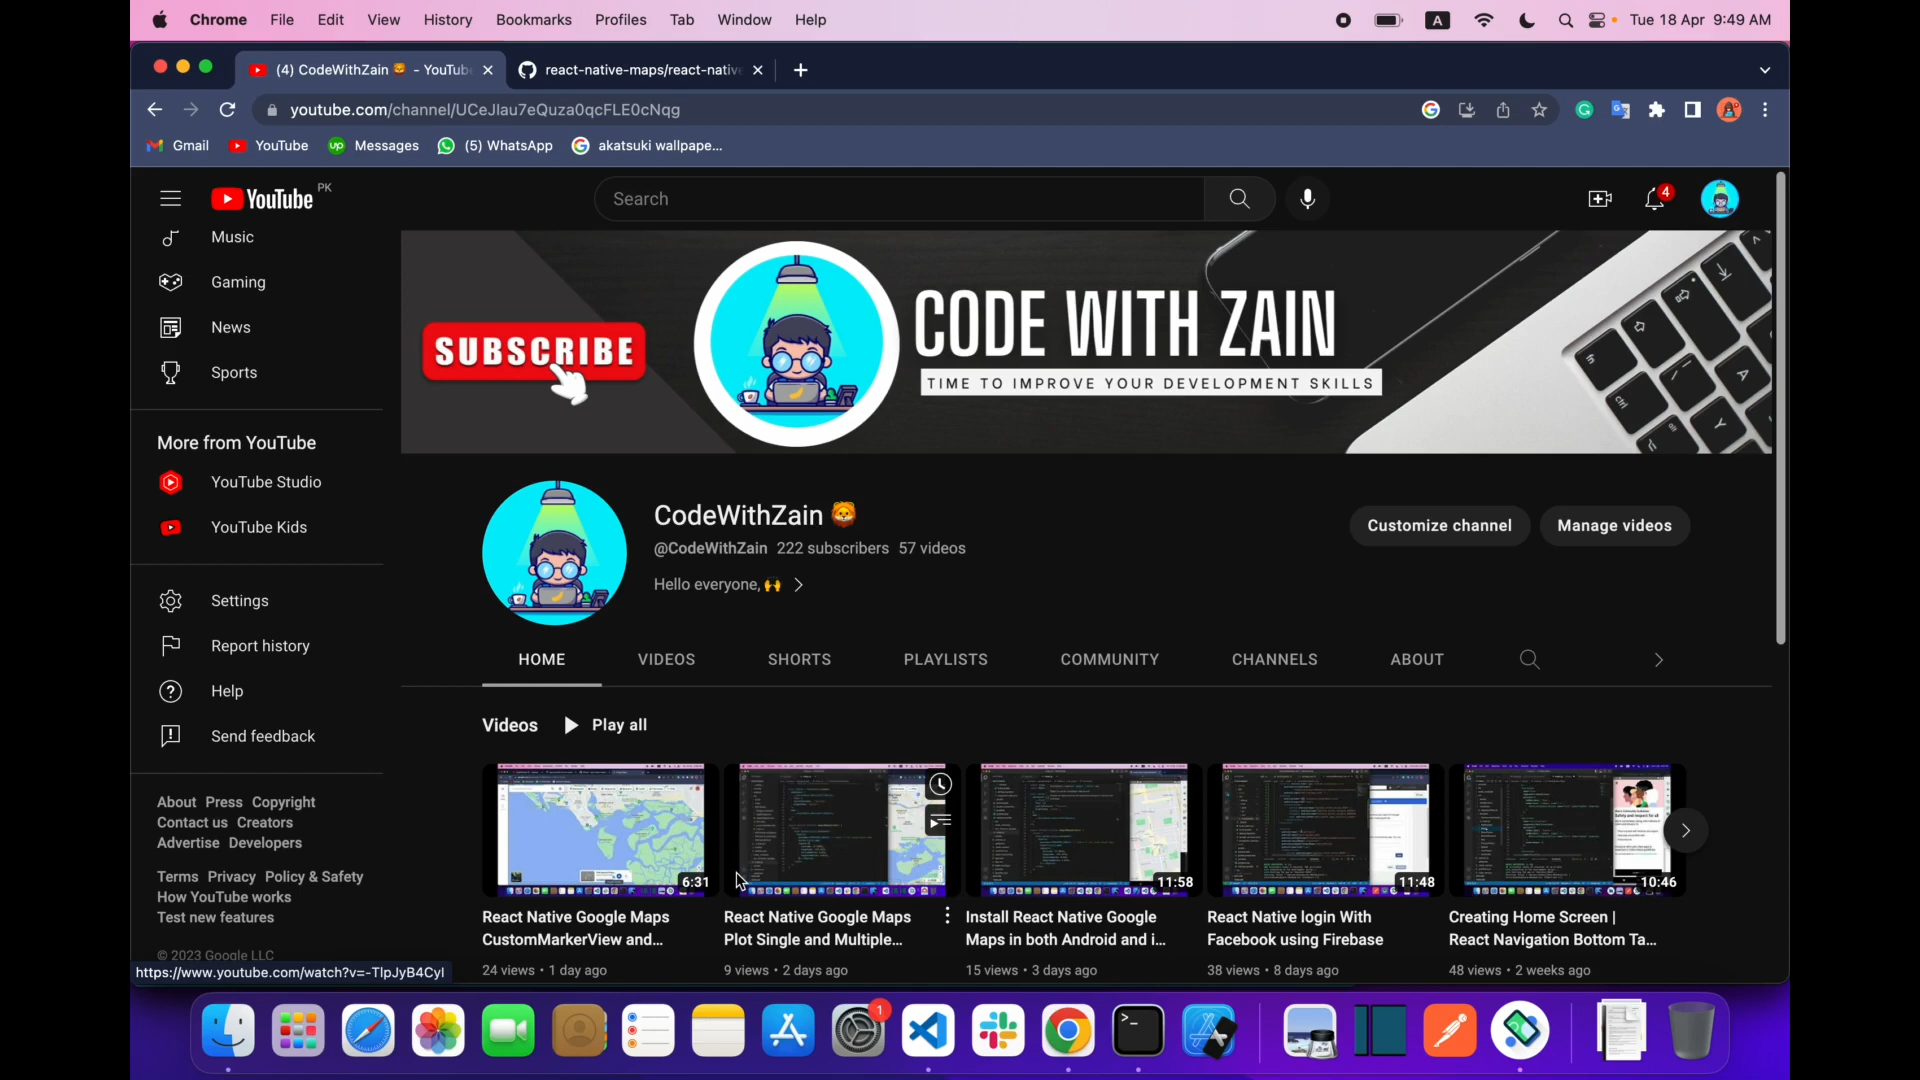 Chrome File Edit View History Bookmarks Profiles Tab Window Help A Tue 18 Apr 9:49 AM
(4) CodeWithZain 🦁 - YouTub react-native-maps/react-nativ
youtube.com/channel/UCeJlau7eQuza0qcFLE0cNqg
Gmail YouTube up Messages (5) WhatsApp akatsuki wallpape...
YouTube PK Search 4
Music
Gaming
News
Sports
SUBSCRIBE
CODE WITH ZAIN
TIME TO IMPROVE YOUR DEVELOPMENT SKILLS
More from YouTube
YouTube Studio
YouTube Kids
Settings
Report history
Help
Send feedback
CodeWithZain 🦁
@CodeWithZain 222 subscribers 57 videos
Hello everyone, 🙌
Customize channel Manage videos
HOME VIDEOS SHORTS PLAYLISTS COMMUNITY CHANNELS ABOUT
Videos Play all
6:31 11:58 11:48 10:46
React Native Google Maps CustomMarkerView and...
24 views • 1 day ago
React Native Google Maps Plot Single and Multiple...
9 views • 2 days ago
Install React Native Google Maps in both Android and i...
15 views • 3 days ago
React Native login With Facebook using Firebase
38 views • 8 days ago
Creating Home Screen | React Navigation Bottom Ta...
48 views • 2 weeks ago
About Press Copyright
Contact us Creators
Advertise Developers
Terms Privacy Policy & Safety
How YouTube works
Test new features
© 2023 Google LLC
https://www.youtube.com/watch?v=-TlpJyB4CyI
1